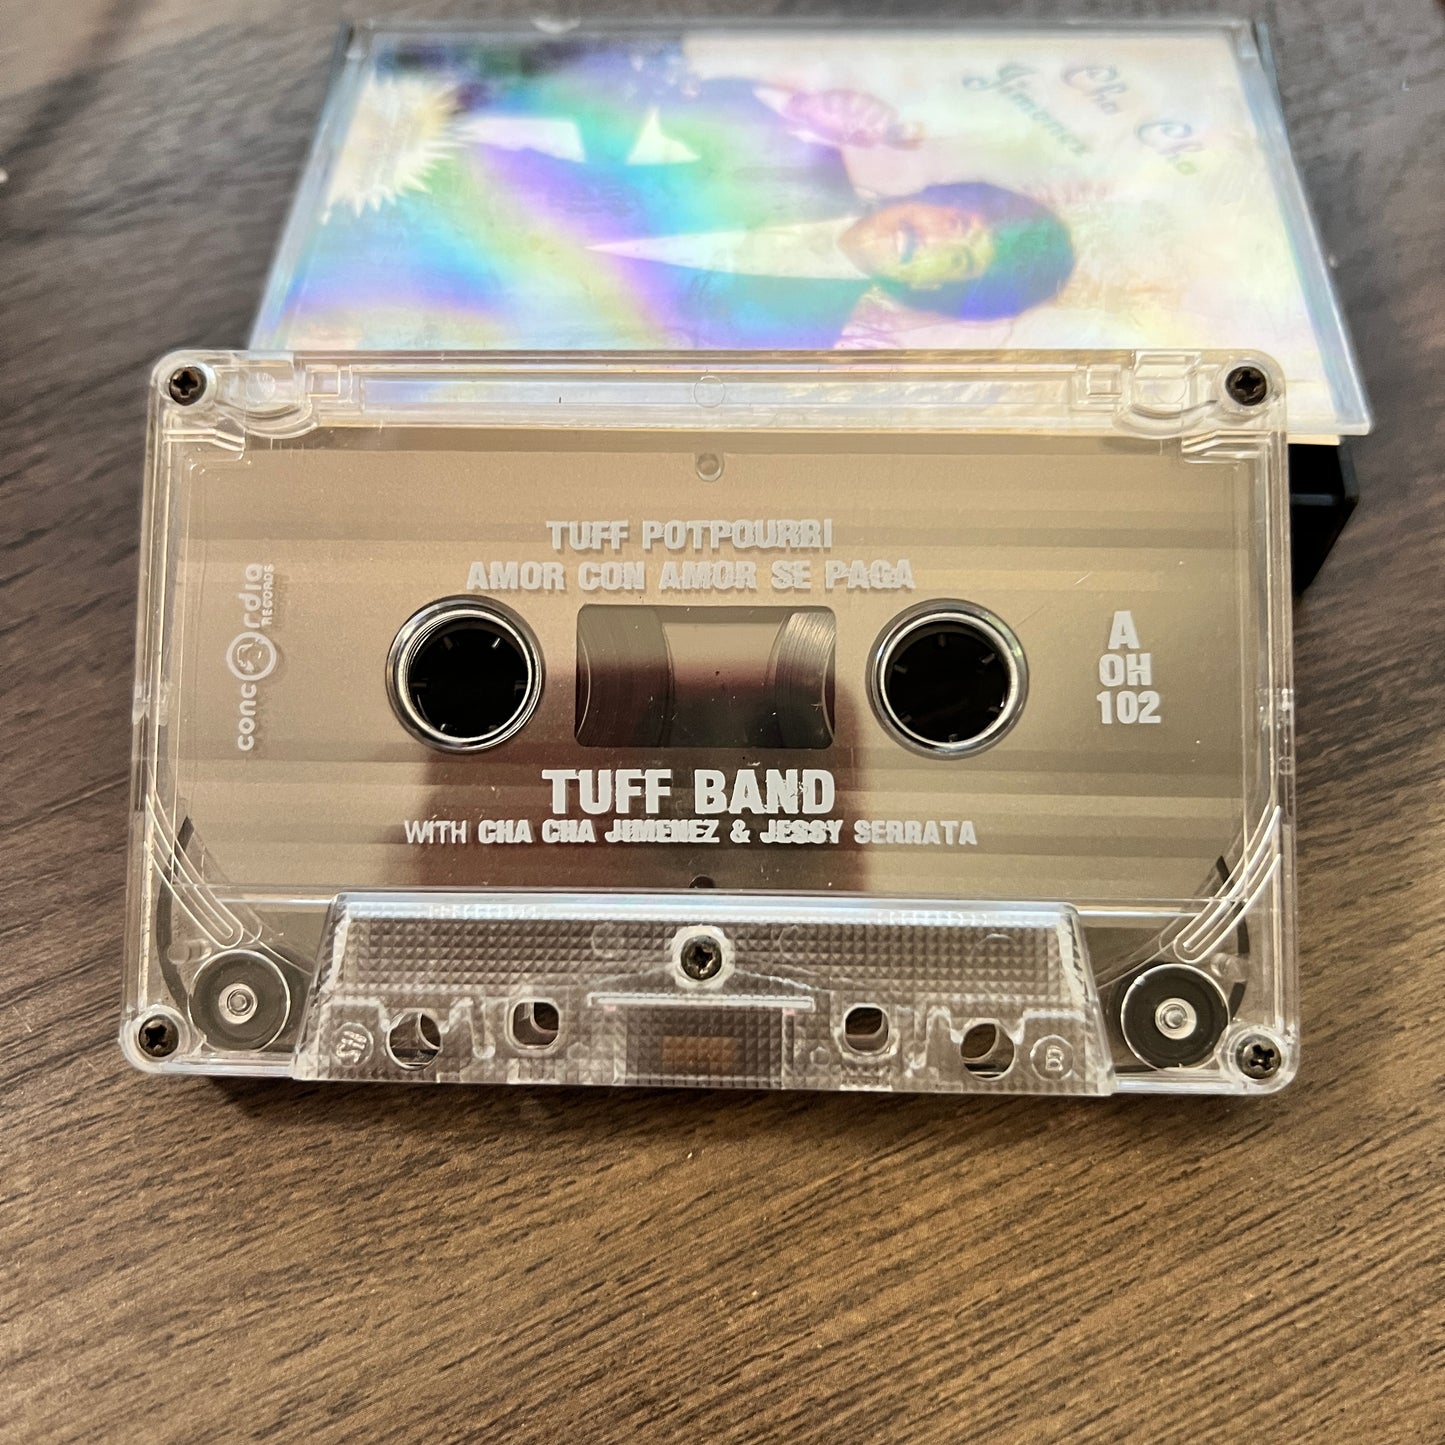 Cha Cha
Jimenez
TUFF POTPOURRI
AMOR CON AMOR SE PAGA
concordia
RECORDS
A
OH
102
TUFF BAND
WITH CHA CHA JIMENEZ & JESSY SERRATA
B